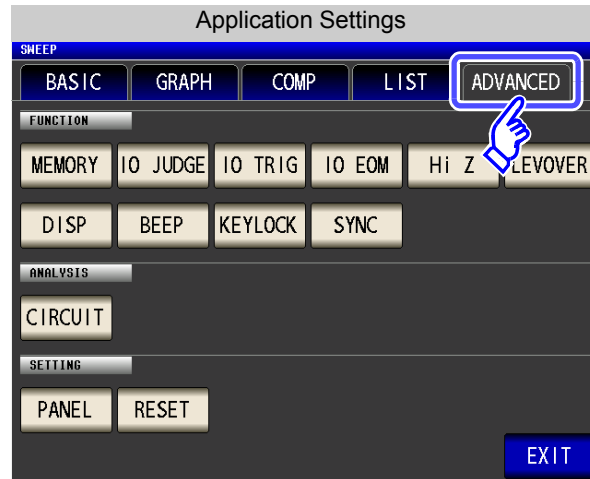 Application Settings
SWEEP
BASIC GRAPH COMP LIST ADVANCED
FUNCTION
MEMORY IO JUDGE IO TRIG IO EOM Hi Z LEVOVER
DISP BEEP KEYLOCK SYNC
ANALYSIS
CIRCUIT
SETTING
PANEL RESET
EXIT